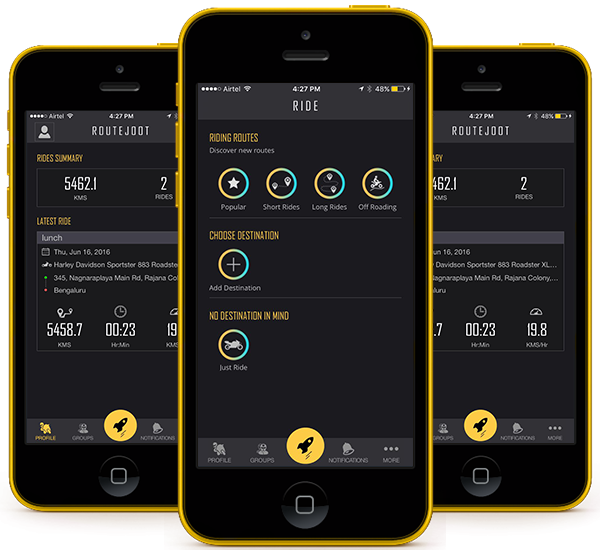 ●●●●○ Airtel 4:27 PM
ROUTEJOOT
RIDES SUMMARY
5462.1 2
KMS RIDES
LATEST RIDE
lunch
Thu, Jun 16, 2016
Harley Davidson Sportster 883 Roadster
345, Nagnaraplaya Main Rd, Rajana Colony,
Bengaluru
5458.7 00:23 19
KMS Hr:Min
PROFILE GROUPS
●●●●○ Airtel 4:27 PM 48%
RIDE
RIDING ROUTES
Discover new routes
Popular Short Rides Long Rides Off Roading
CHOOSE DESTINATION
Add Destination
NO DESTINATION IN MIND
Just Ride
PROFILE GROUPS NOTIFICATIONS MORE
4:27 PM 48%
ROUTEJOOT
5462.1 2
KMS RIDES
Thu, Jun 16, 2016
Harley Davidson Sportster 883 Roadster XL...
345, Nagnaraplaya Main Rd, Rajana Colony,...
Bengaluru
00:23 19.8
Hr:Min KMS/Hr
GROUPS NOTIFICATIONS MORE